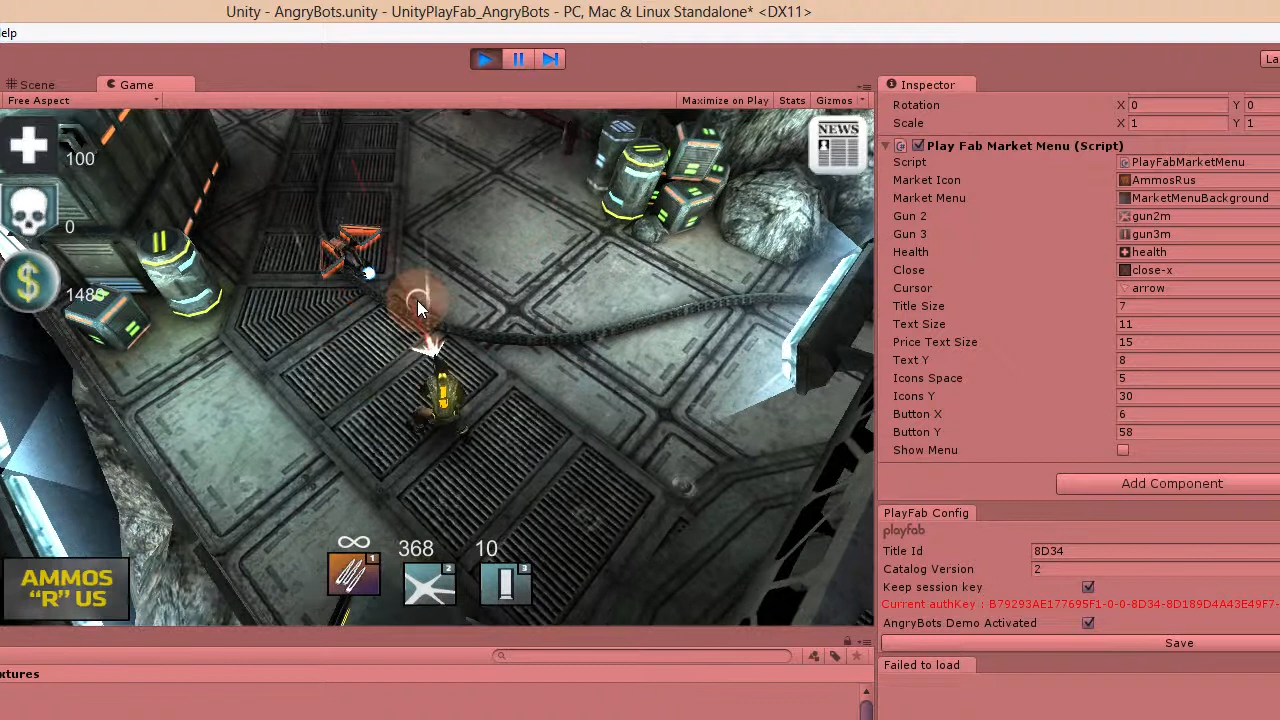 Unity - AngryBots.unity - UnityPlayFab_AngryBots - PC, Mac & Linux Standalone* <DX11>
elp
Scene
Game
Free Aspect
Maximize on Play
Stats
Gizmos
100
0
1480
NEWS
∞
368
10
1
2
3
AMMOS
“R” US
xtures
Inspector
La
Rotation X 0 Y 0
Scale X 1 Y 1
Play Fab Market Menu (Script)
Script PlayFabMarketMenu
Market Icon AmmosRus
Market Menu MarketMenuBackground
Gun 2 gun2m
Gun 3 gun3m
Health health
Close close-x
Cursor arrow
Title Size 7
Text Size 11
Price Text Size 15
Text Y 8
Icons Space 5
Icons Y 30
Button X 6
Button Y 58
Show Menu
Add Component
PlayFab Config
playfab
Title Id 8D34
Catalog Version 2
Keep session key
Current authKey : B79293AE177695F1-0-0-8D34-8D189D4A43E49F7-
AngryBots Demo Activated
Save
Failed to load